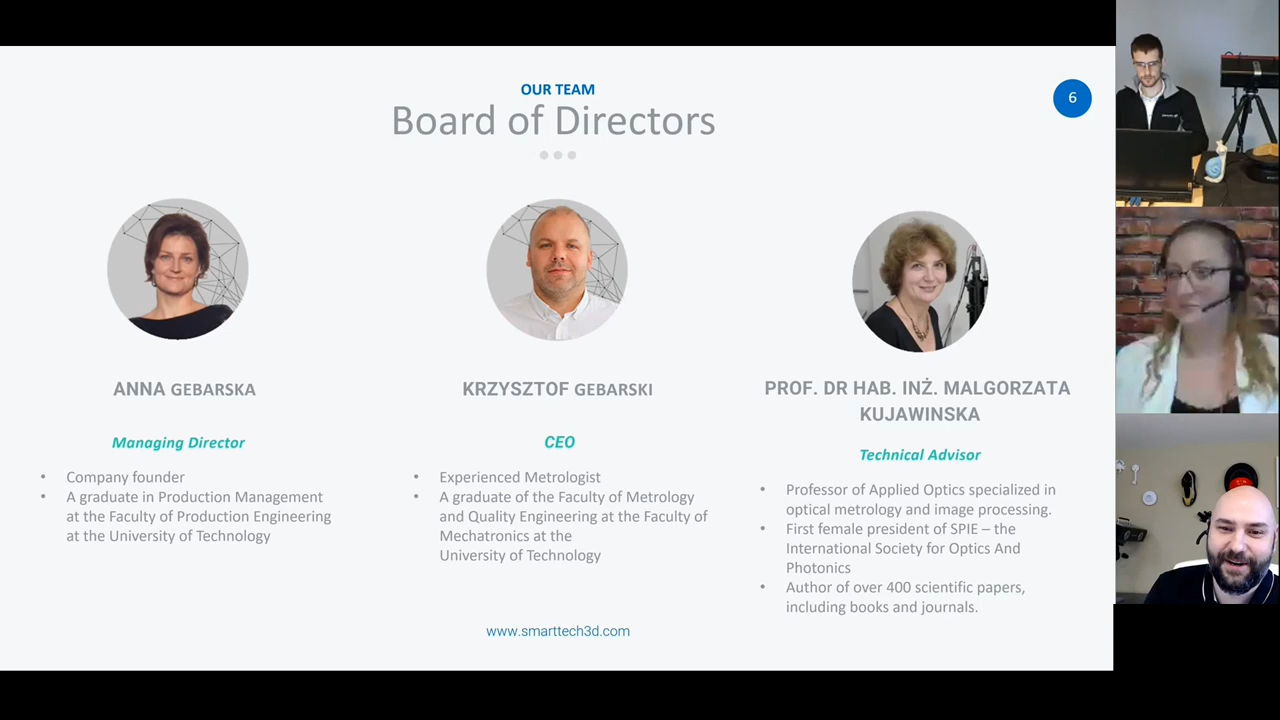 OUR TEAM
Board of Directors
6
ANNA GEBARSKA
Managing Director
• Company founder
• A graduate in Production Management
at the Faculty of Production Engineering
at the University of Technology
KRZYSZTOF GEBARSKI
CEO
• Experienced Metrologist
• A graduate of the Faculty of Metrology
and Quality Engineering at the Faculty of
Mechatronics at the
University of Technology
PROF. DR HAB. INŻ. MALGORZATA
KUJAWINSKA
Technical Advisor
• Professor of Applied Optics specialized in
optical metrology and image processing.
• First female president of SPIE – the
International Society for Optics And
Photonics
• Author of over 400 scientific papers,
including books and journals.
www.smarttech3d.com